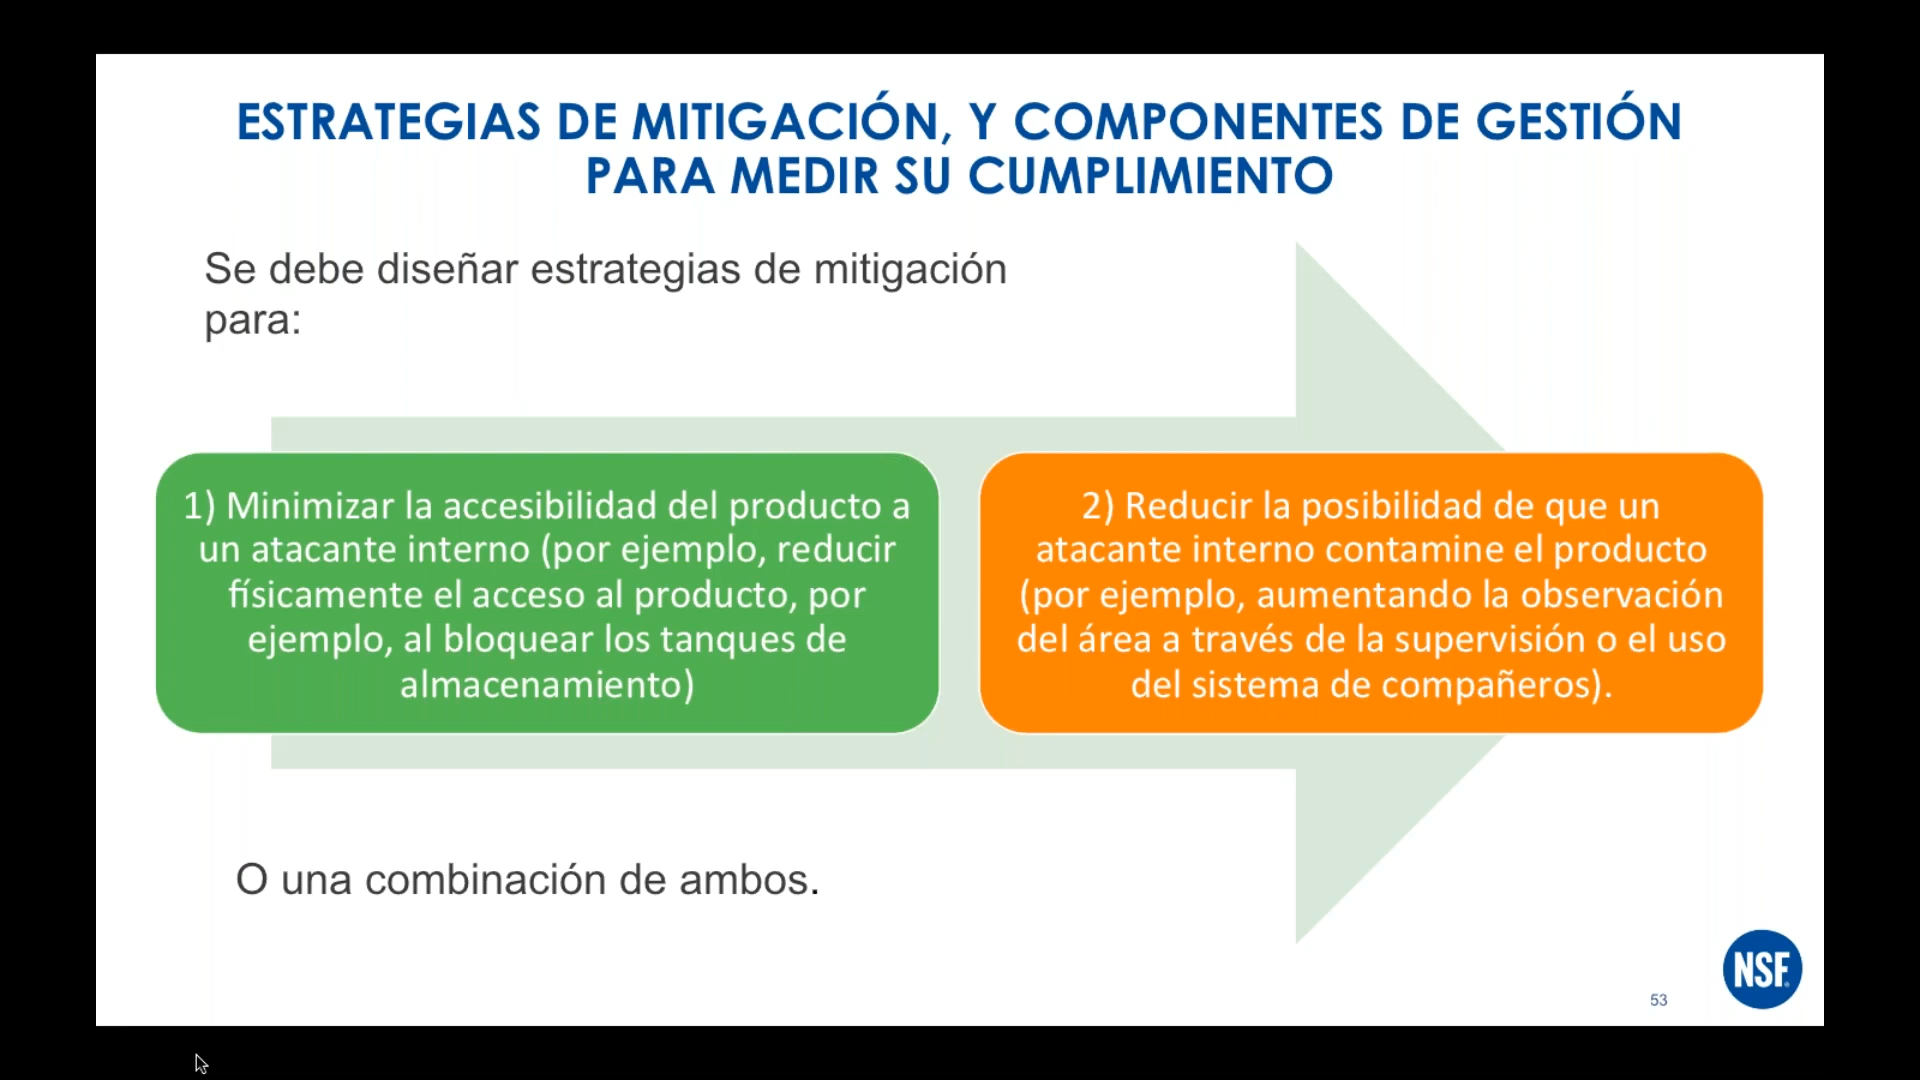 ESTRATEGIAS DE MITIGACIÓN, Y COMPONENTES DE GESTIÓN
PARA MEDIR SU CUMPLIMIENTO
Se debe diseñar estrategias de mitigación
para:
1) Minimizar la accesibilidad del producto a
un atacante interno (por ejemplo, reducir
físicamente el acceso al producto, por
ejemplo, al bloquear los tanques de
almacenamiento)
2) Reducir la posibilidad de que un
atacante interno contamine el producto
(por ejemplo, aumentando la observación
del área a través de la supervisión o el uso
del sistema de compañeros).
O una combinación de ambos.
NSF
53